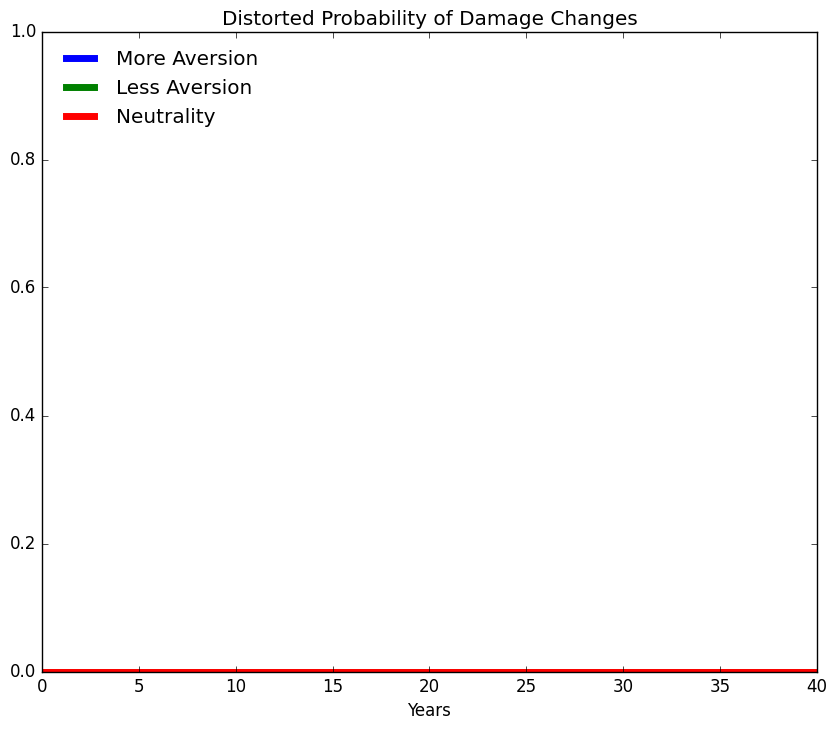 Distorted Probability of Damage Changes
1.0
More Aversion
Less Aversion
Neutrality
0.8
0.6
0.4
0.2
0.0
0 5 10 15 20 25 30 35 40
Years